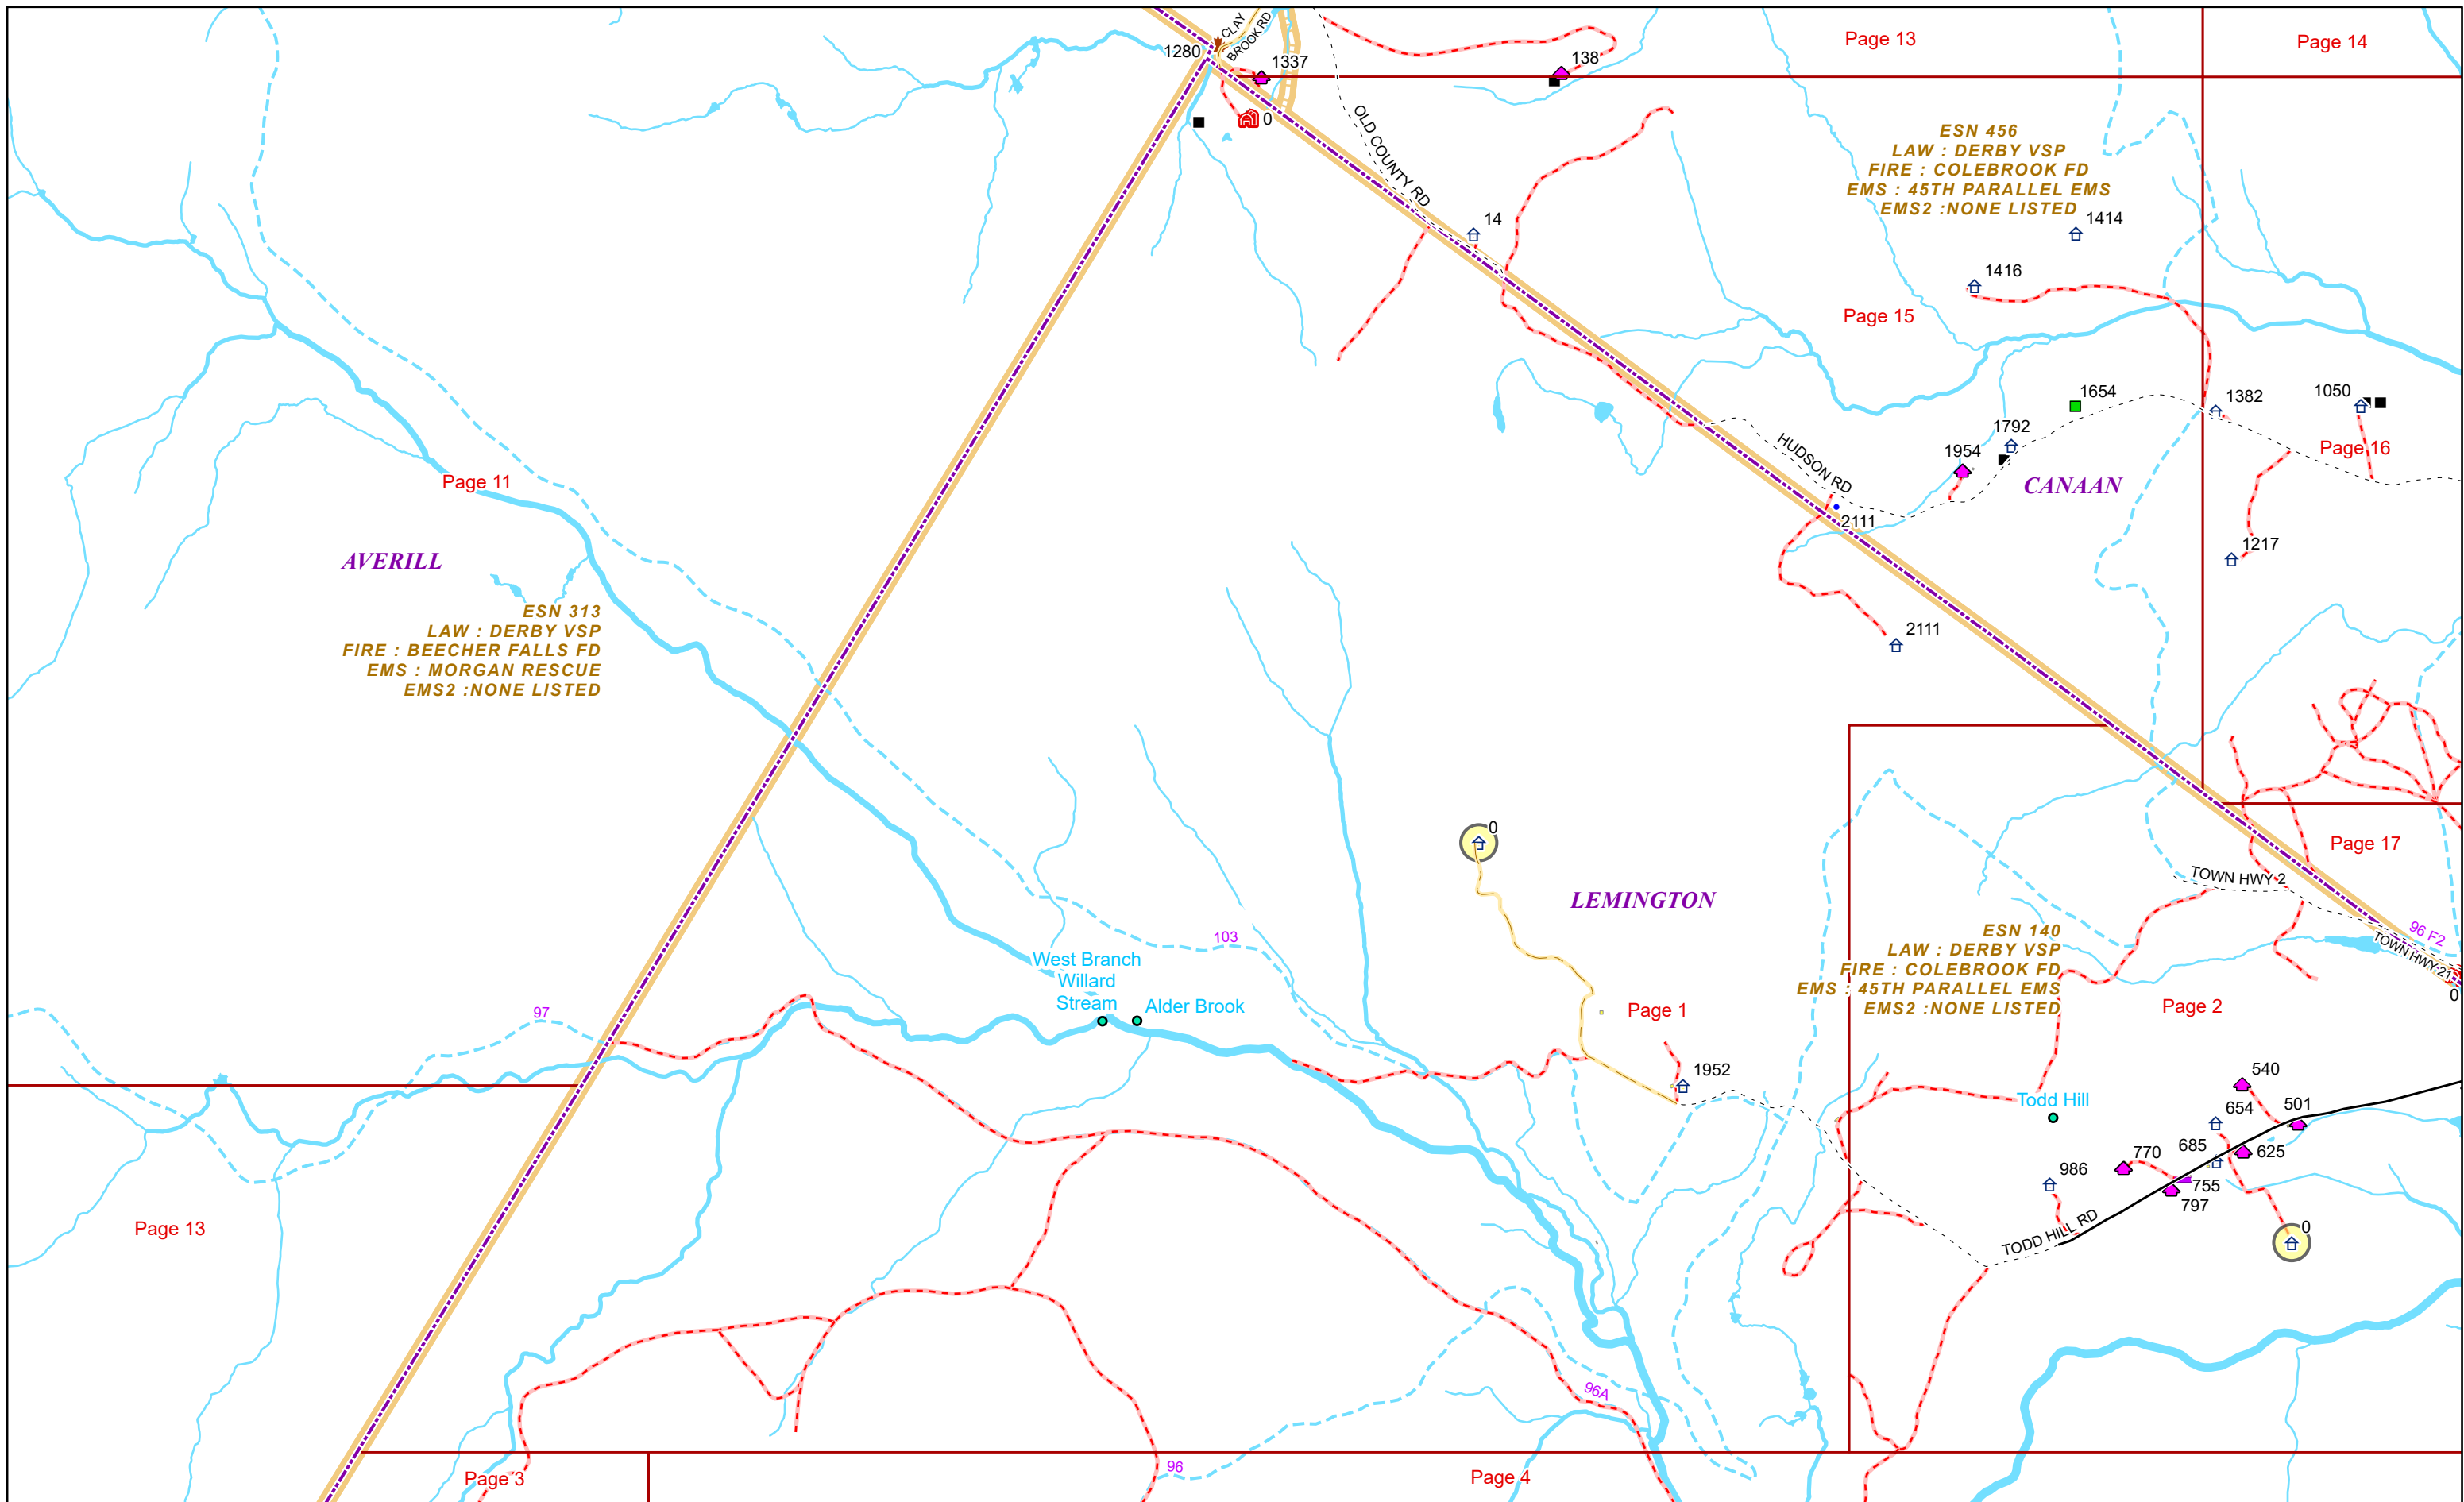 CLAY
BROOK RD
1280
1337
138
Page 13
Page 14
0
OLD COUNTY RD
ESN 456
LAW : DERBY VSP
FIRE : COLEBROOK FD
EMS : 45TH PARALLEL EMS
EMS2 :NONE LISTED
14
1414
1416
Page 15
1654
1382
1050
1792
1954
Page 16
HUDSON RD
CANAAN
2111
1217
Page 11
AVERILL
ESN 313
LAW : DERBY VSP
FIRE : BEECHER FALLS FD
EMS : MORGAN RESCUE
EMS2 :NONE LISTED
2111
0
Page 17
TOWN HWY 2
LEMINGTON
96 F2
TOWN HWY 21
0
103
ESN 140
LAW : DERBY VSP
FIRE : COLEBROOK FD
EMS : 45TH PARALLEL EMS
EMS2 :NONE LISTED
West Branch
Willard
Stream
Alder Brook
97
Page 1
Page 2
1952
540
Todd Hill
654
501
685
625
770
986
755
797
Page 13
TODD HILL RD
0
96A
96
Page 3
Page 4